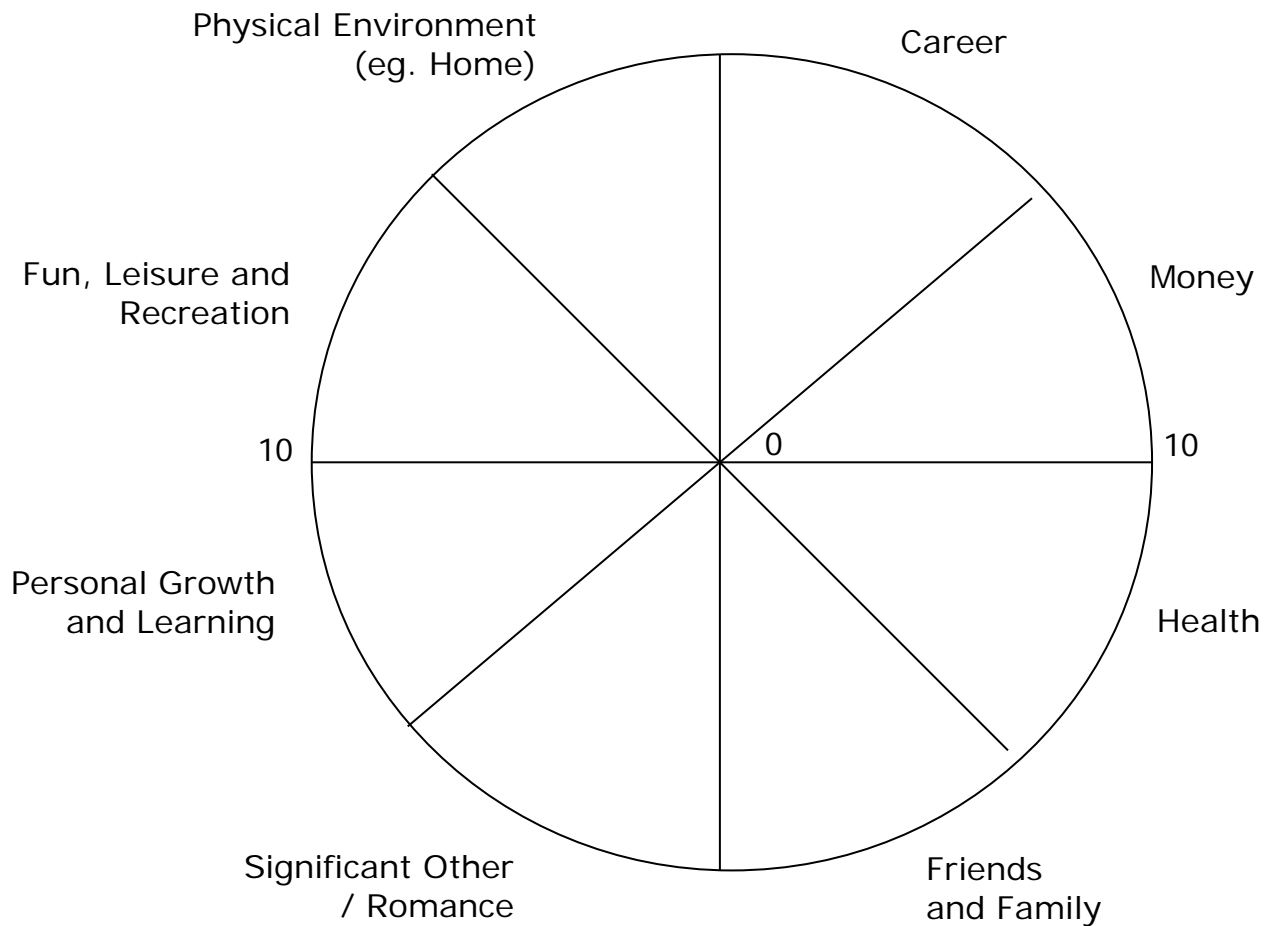 Physical Environment
(eg. Home)
Career
Fun, Leisure and
Recreation
Money
10
0
10
Personal Growth
and Learning
Health
Significant Other
/ Romance
Friends
and Family